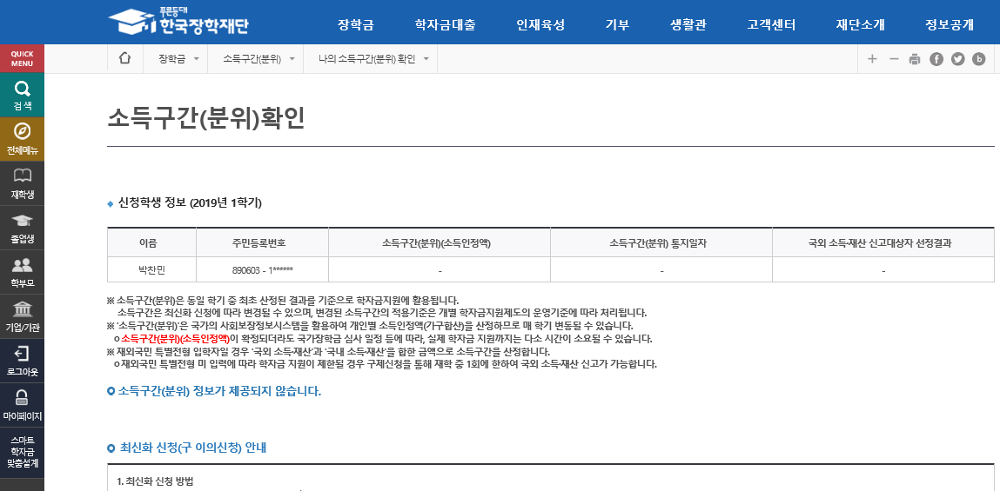 푸른등대
한국장학재단
장학금 학자금대출 인재육성 기부 생활관 고객센터 재단소개 정보공개
QUICK
MENU
검색
전체메뉴
재학생
졸업생
학부모
기업/기관
로그아웃
마이페이지
스마트
학자금
맞춤설계
장학금 소득구간(분위) 나의 소득구간(분위) 확인
소득구간(분위)확인
신청학생 정보 (2019년 1학기)
이름 주민등록번호 소득구간(분위)(소득인정액) 소득구간(분위) 통지일자 국외 소득·재산 신고대상자 선정결과
박찬민 890603 - 1****** - - -
※ 소득구간(분위)은 동일 학기 중 최초 산정된 결과를 기준으로 학자금지원에 활용됩니다.
소득구간은 최신화 신청에 따라 변경될 수 있으며, 변경된 소득구간의 적용기준은 개별 학자금지원제도의 운영기준에 따라 처리됩니다.
※ '소득구간(분위)'은 국가의 사회보장정보시스템을 활용하여 개인별 소득인정액(가구합산)을 산정하므로 매 학기 변동될 수 있습니다.
ㅇ소득구간(분위)(소득인정액)이 확정되더라도 국가장학금 심사 일정 등에 따라, 실제 학자금 지원까지는 다소 시간이 소요될 수 있습니다.
※ 재외국민 특별전형 입학자일 경우 '국외 소득·재산'과 '국내 소득·재산'을 합한 금액으로 소득구간을 산정합니다.
ㅇ재외국민 특별전형 미 입력에 따라 학자금 지원이 제한될 경우 구제신청을 통해 재학 중 1회에 한하여 국외 소득·재산 신고가 가능합니다.
소득구간(분위) 정보가 제공되지 않습니다.
최신화 신청(구 이의신청) 안내
1. 최신화 신청 방법